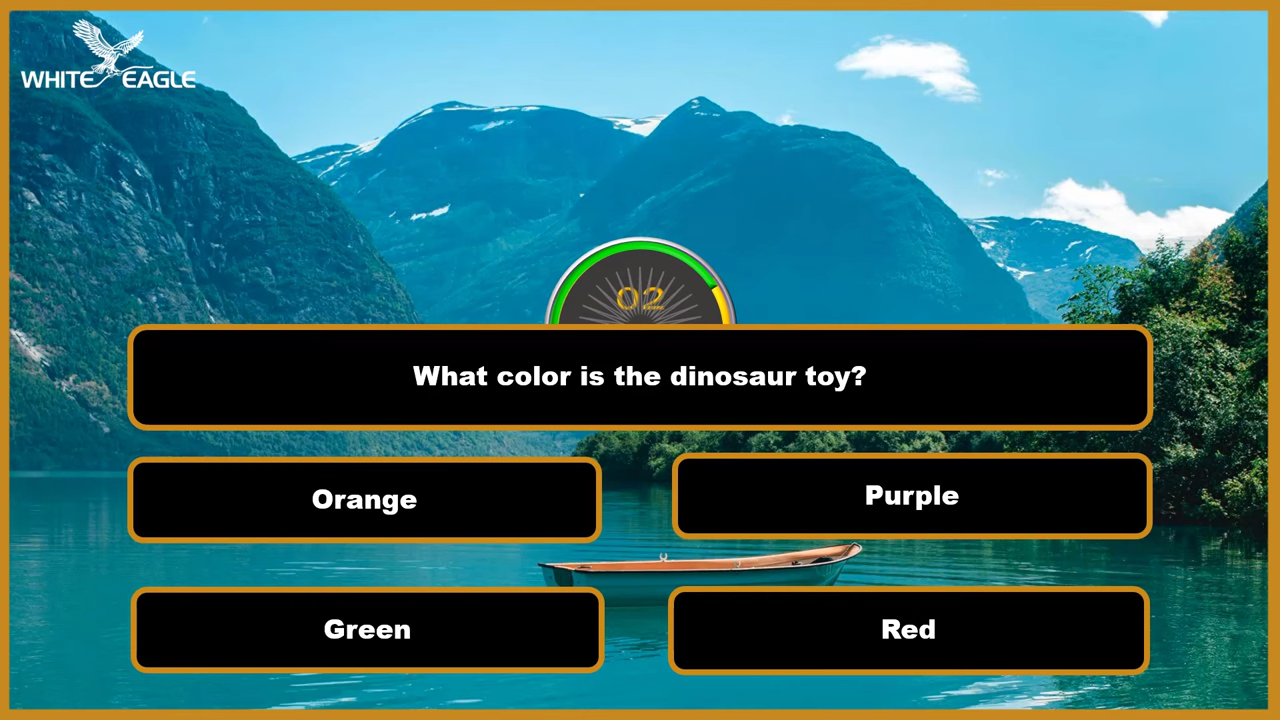 WHITE EAGLE
02
What color is the dinosaur toy?
Orange
Purple
Green
Red